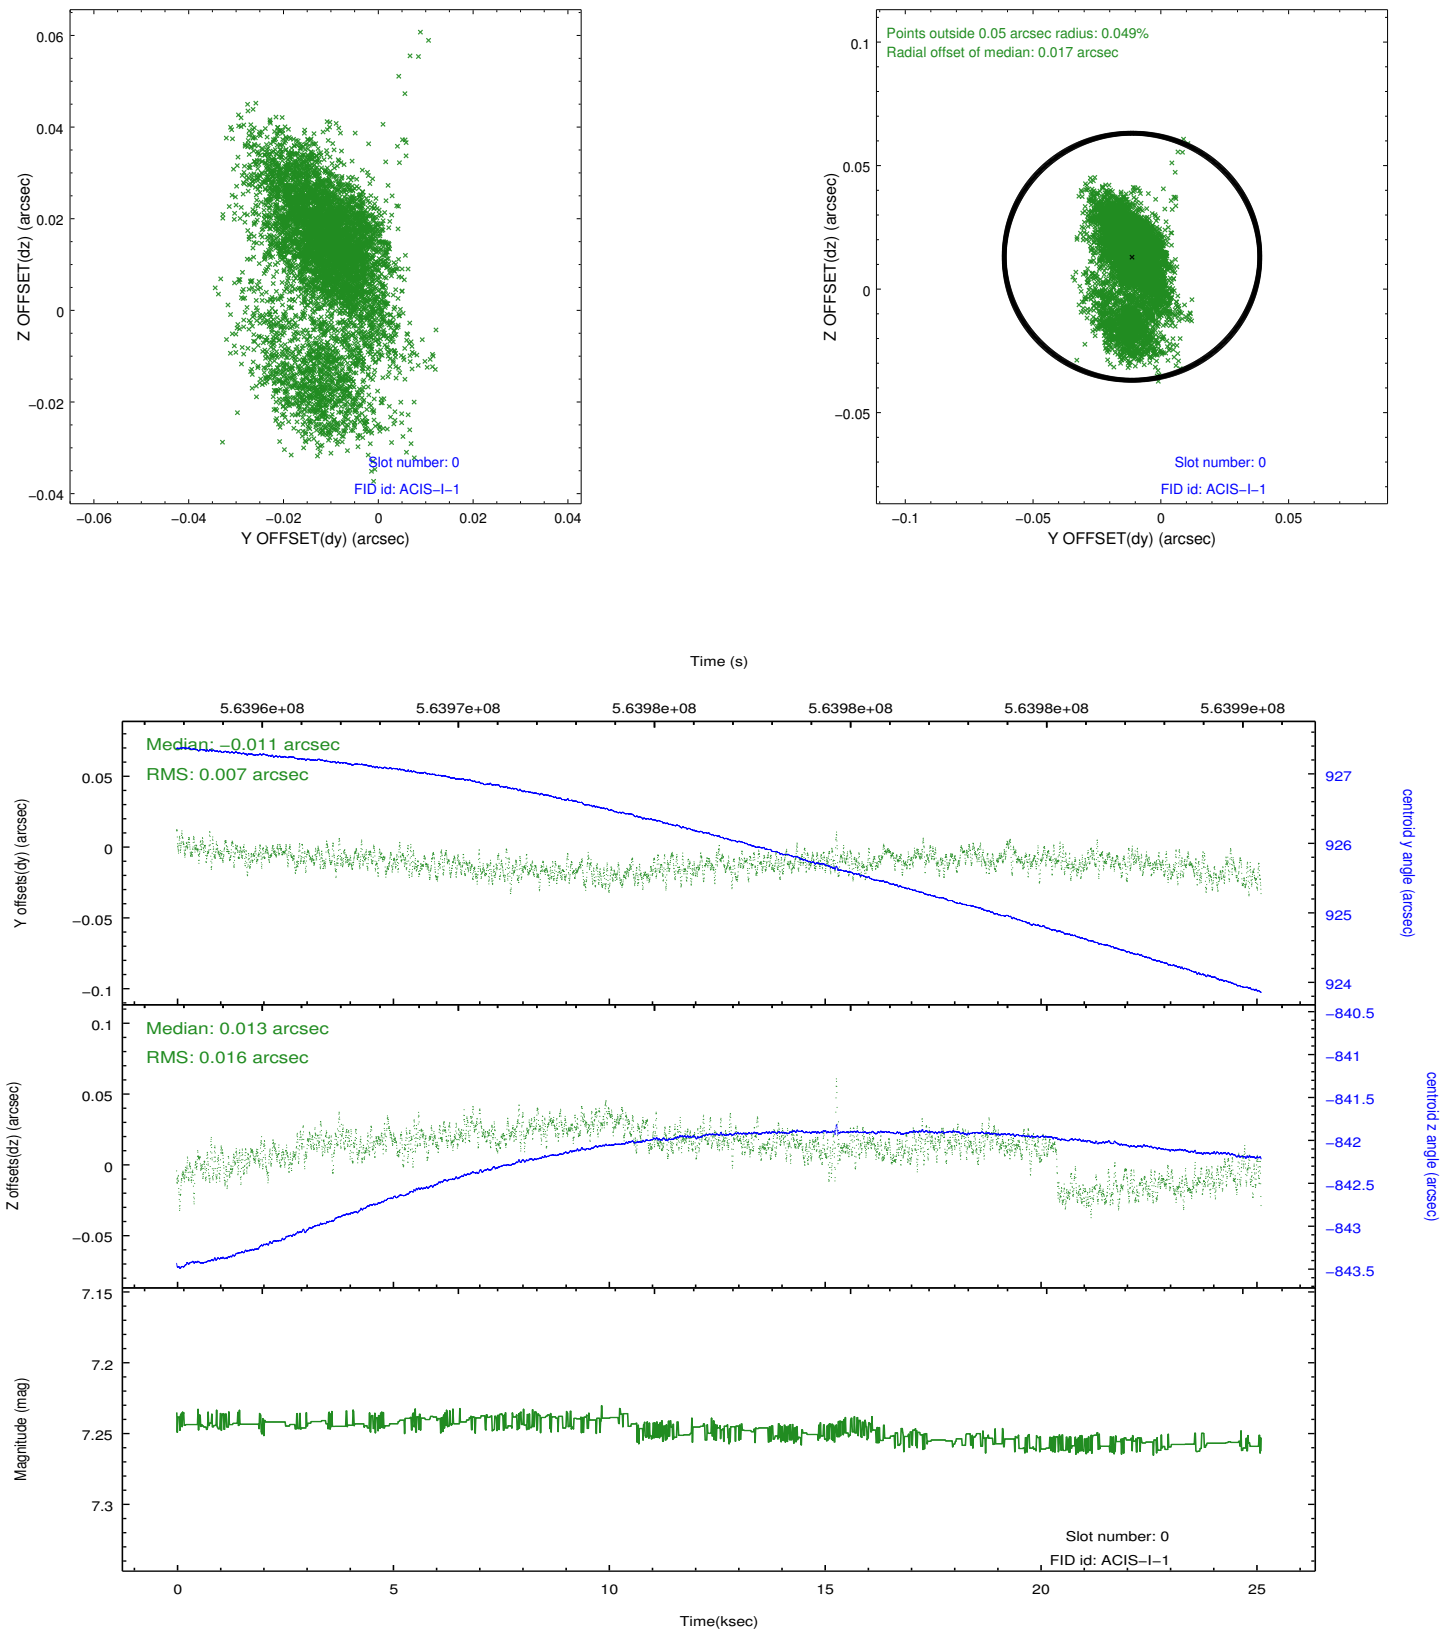 0.06
0.04
0.02
0
−0.02
−0.04
Z OFFSET(dz) (arcsec)
Slot number: 0
FID id: ACIS−I−1
−0.06
−0.04
−0.02
0
0.02
0.04
Y OFFSET(dy) (arcsec)
Points outside 0.05 arcsec radius: 0.049%
Radial offset of median: 0.017 arcsec
0.1
0.05
0
−0.05
Z OFFSET(dz) (arcsec)
Slot number: 0
FID id: ACIS−I−1
−0.1
−0.05
0
0.05
Y OFFSET(dy) (arcsec)
Time (s)
5.6396e+08
5.6397e+08
5.6398e+08
5.6398e+08
5.6398e+08
5.6399e+08
Median: −0.011 arcsec
RMS: 0.007 arcsec
0.05
0
−0.05
−0.1
Y offsets(dy) (arcsec)
927
926
925
924
centroid y angle (arcsec)
Median: 0.013 arcsec
RMS: 0.016 arcsec
0.1
0.05
0
−0.05
Z offsets(dz) (arcsec)
−840.5
−841
−841.5
−842
−842.5
−843
−843.5
centroid z angle (arcsec)
7.15
7.2
7.25
7.3
Magnitude (mag)
Slot number: 0
FID id: ACIS−I−1
0
5
10
15
20
25
Time(ksec)